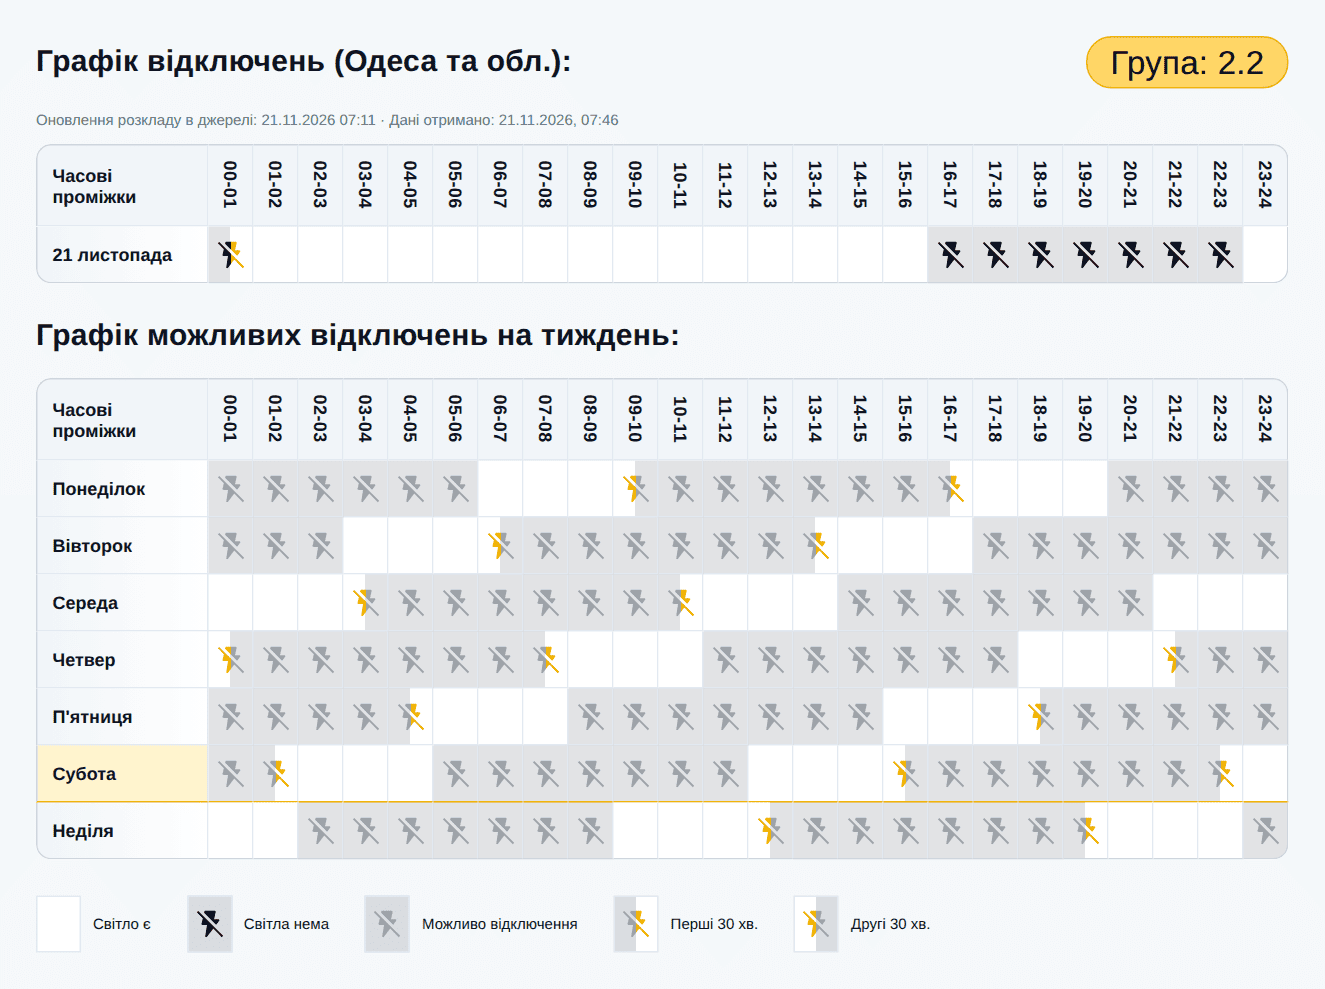 Графік відключень (Одеса та обл.):
Група: 2.2
Оновлення розкладу в джерелі: 21.11.2026 07:11 · Дані отримано: 21.11.2026, 07:46
Часові
проміжки
00-01 01-02 02-03 03-04 04-05 05-06 06-07 07-08 08-09 09-10 10-11 11-12 12-13 13-14 14-15 15-16 16-17 17-18 18-19 19-20 20-21 21-22 22-23 23-24
21 листопада
Графік можливих відключень на тиждень:
Часові
проміжки
00-01 01-02 02-03 03-04 04-05 05-06 06-07 07-08 08-09 09-10 10-11 11-12 12-13 13-14 14-15 15-16 16-17 17-18 18-19 19-20 20-21 21-22 22-23 23-24
Понеділок
Вівторок
Середа
Четвер
П'ятниця
Субота
Неділя
Світло є
Світла нема
Можливо відключення
Перші 30 хв.
Другі 30 хв.